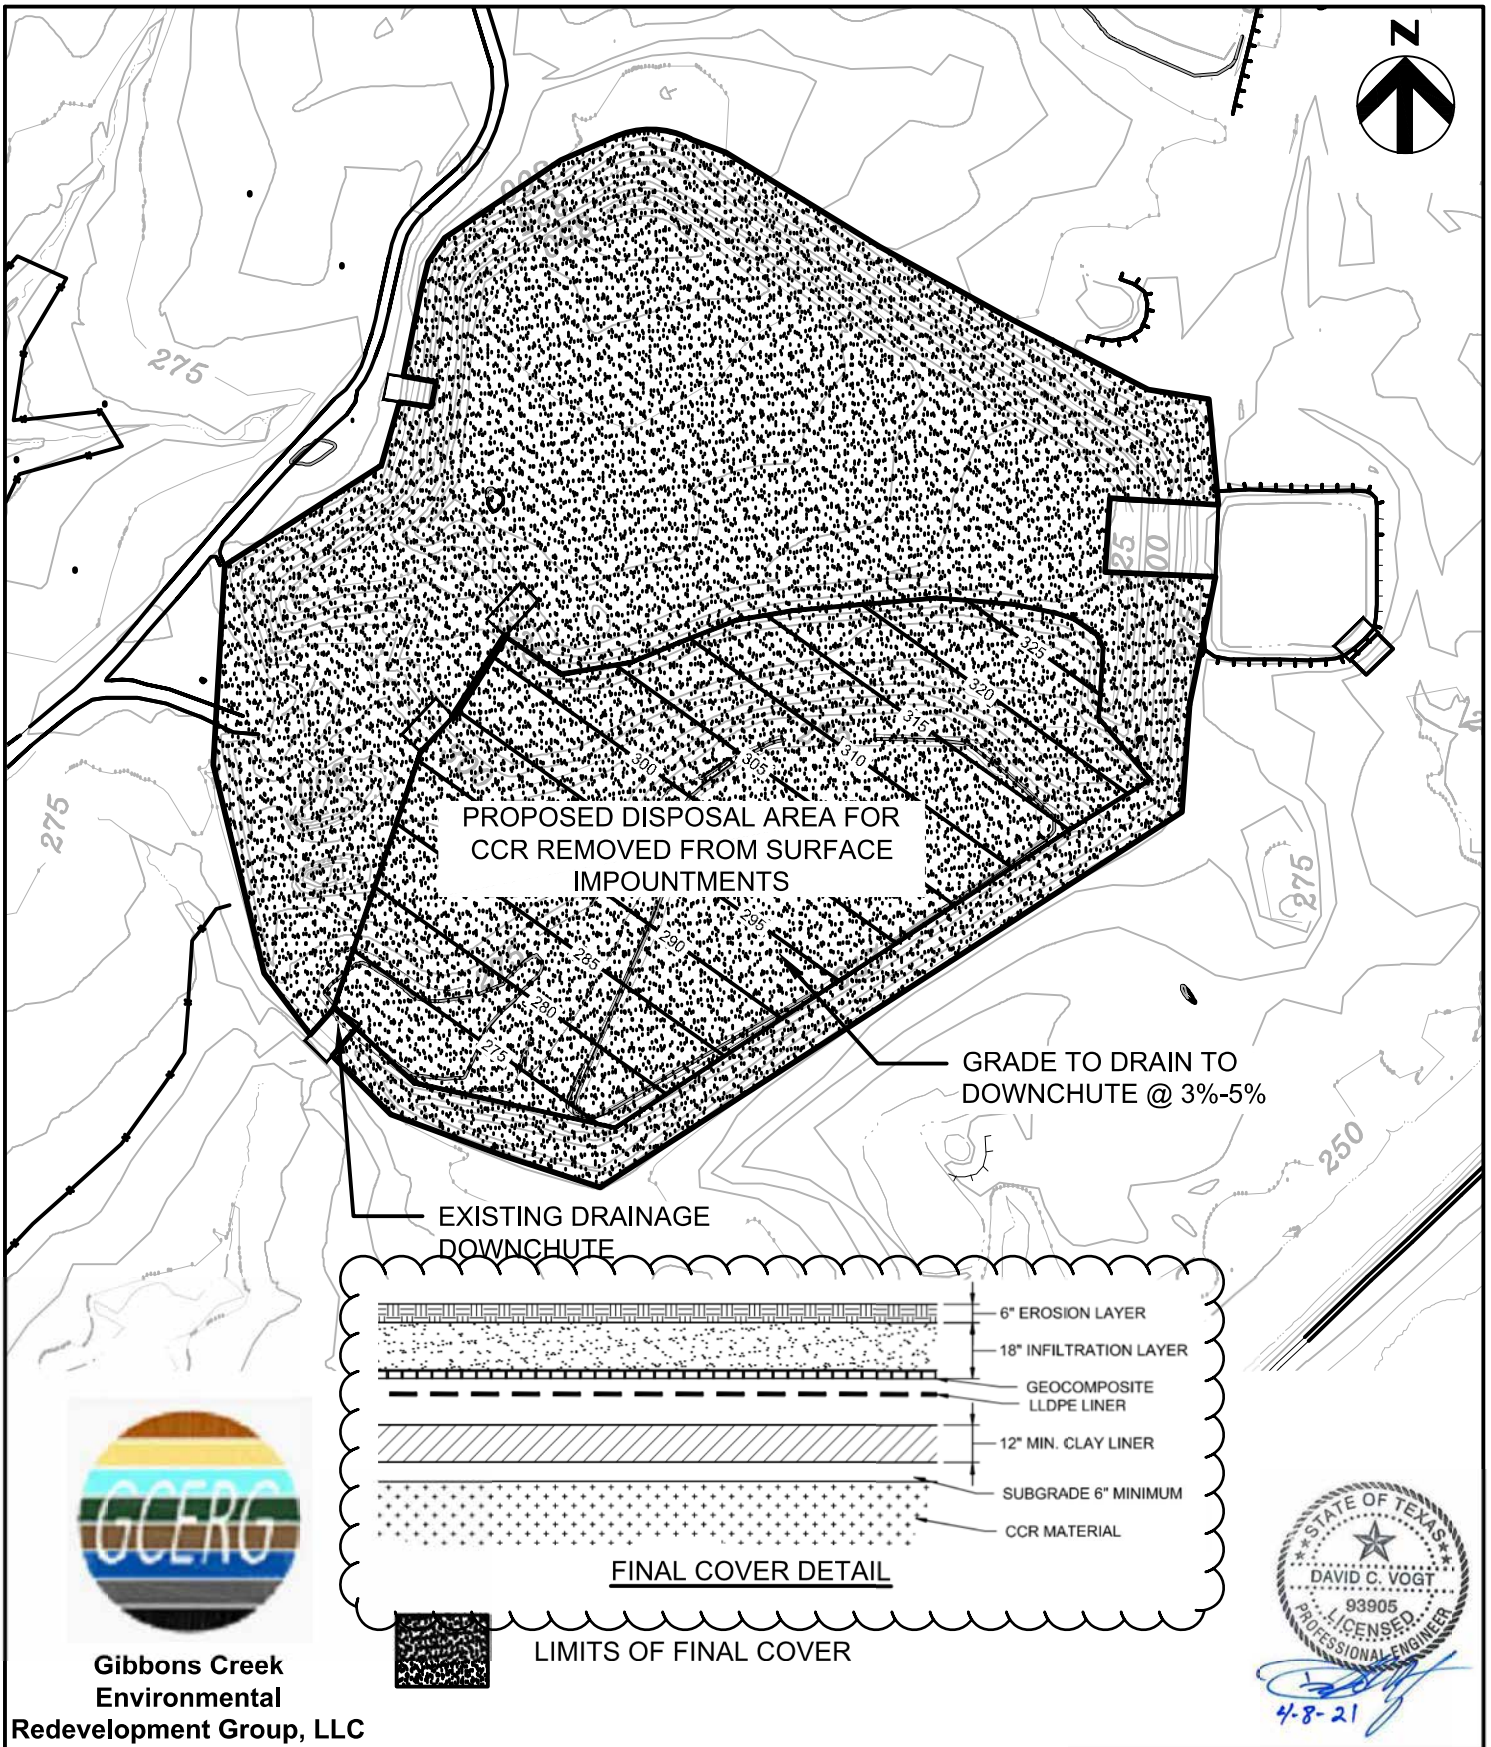 N
300
275
25
00
325
320
315
310
305
300
PROPOSED DISPOSAL AREA FOR
CCR REMOVED FROM SURFACE
IMPOUNTMENTS
275
275
295
290
285
280
275
GRADE TO DRAIN TO
DOWNCHUTE @ 3%-5%
250
EXISTING DRAINAGE
DOWNCHUTE
6" EROSION LAYER
18" INFILTRATION LAYER
GEOCOMPOSITE
LLDPE LINER
12" MIN. CLAY LINER
SUBGRADE 6" MINIMUM
CCR MATERIAL
FINAL COVER DETAIL
LIMITS OF FINAL COVER
GCERG
Gibbons Creek
Environmental
Redevelopment Group, LLC
STATE OF TEXAS
DAVID C. VOGT
93905
LICENSED
PROFESSIONAL ENGINEER
4-8-21